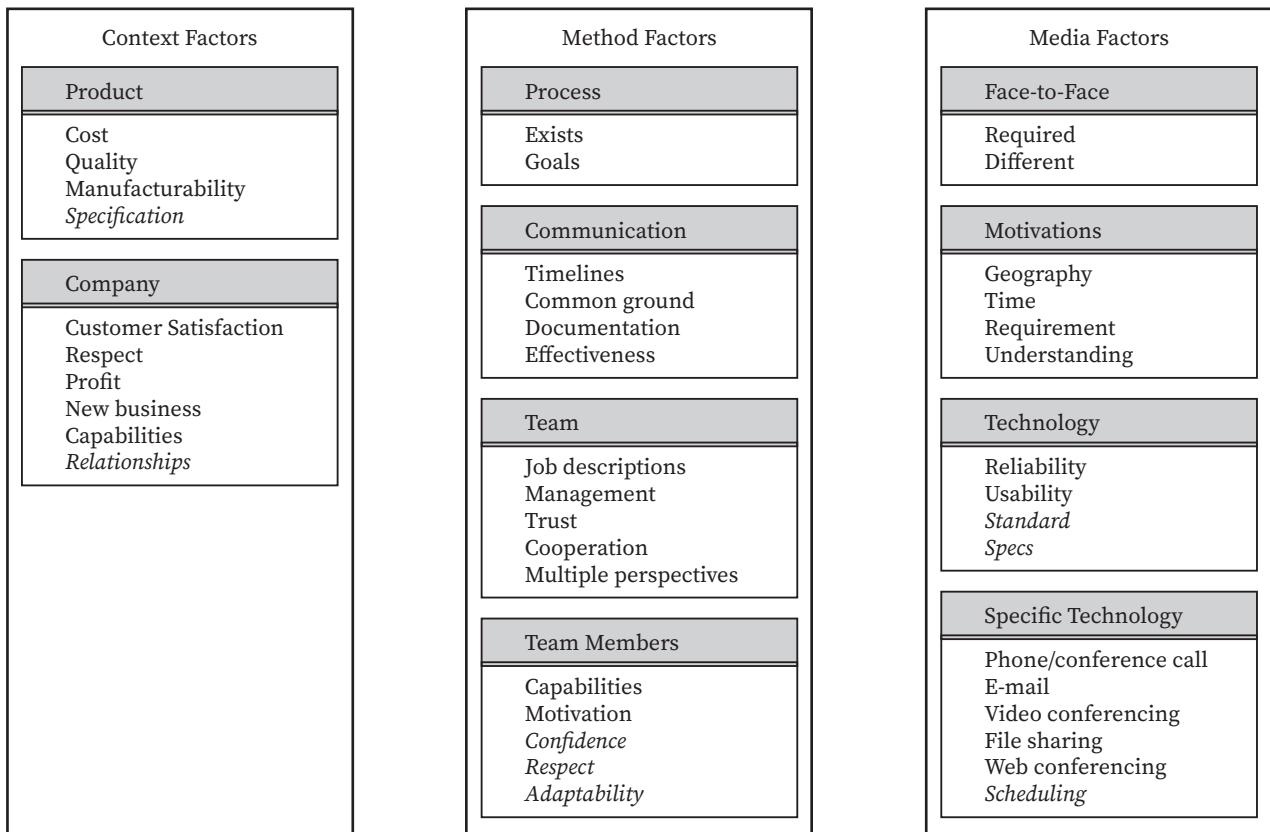 Context Factors
Product
Cost
Quality
Manufacturability
Specification
Company
Customer Satisfaction
Respect
Profit
New business
Capabilities
Relationships
Method Factors
Process
Exists
Goals
Communication
Timelines
Common ground
Documentation
Effectiveness
Team
Job descriptions
Management
Trust
Cooperation
Multiple perspectives
Team Members
Capabilities
Motivation
Confidence
Respect
Adaptability
Media Factors
Face-to-Face
Required
Different
Motivations
Geography
Time
Requirement
Understanding
Technology
Reliability
Usability
Standard
Specs
Specific Technology
Phone/conference call
E-mail
Video conferencing
File sharing
Web conferencing
Scheduling